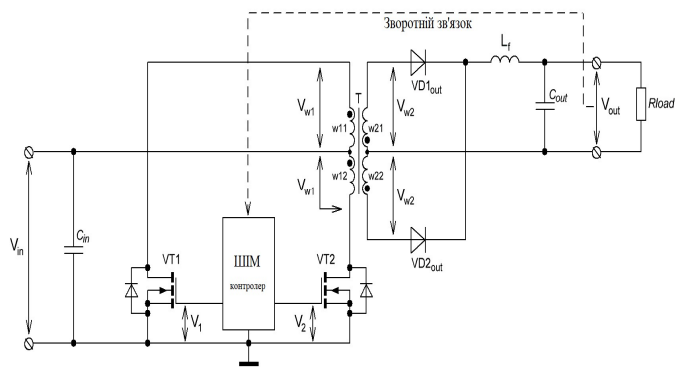 Зворотній зв'язок
Lf
VD1out
T
Vw1
w11
w21
Vw2
Cout
Vout
Rload
Vw1
w12
w22
Vw2
VD2out
Vin
Cin
VT1
ШІМ
контролер
VT2
V1
V2